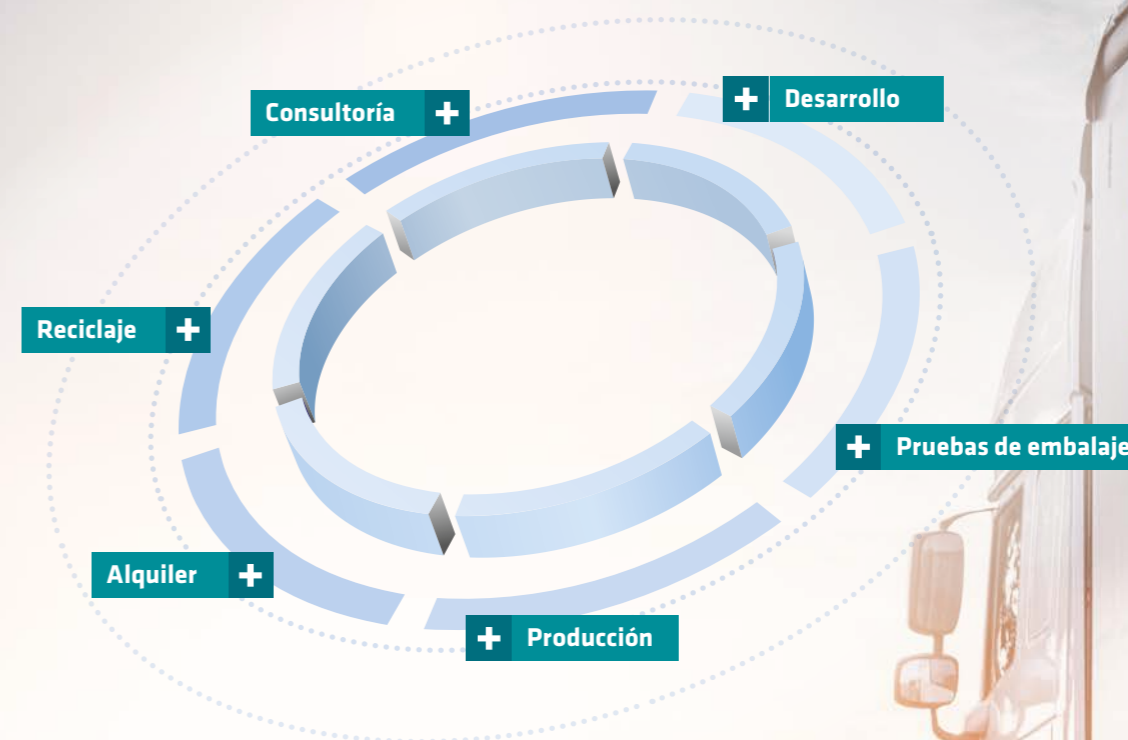 Consultoría
Desarrollo
Reciclaje
Pruebas de embalaje
Alquiler
Producción